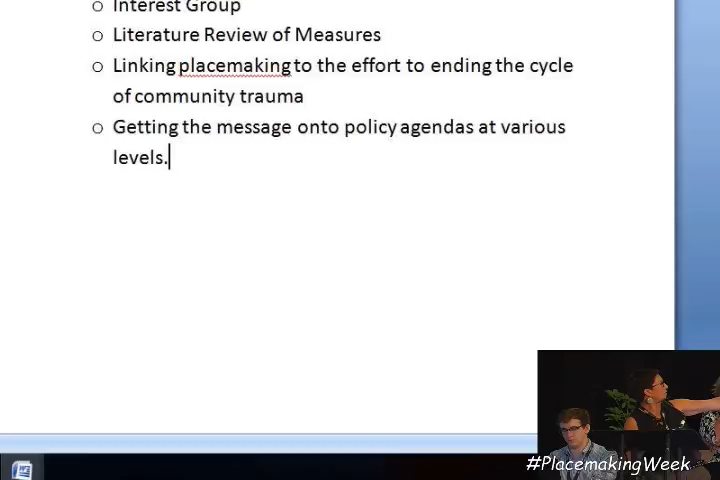 Interest Group
Literature Review of Measures
Linking placemaking to the effort to ending the cycle
of community trauma
Getting the message onto policy agendas at various
levels.
#PlacemakingWeek